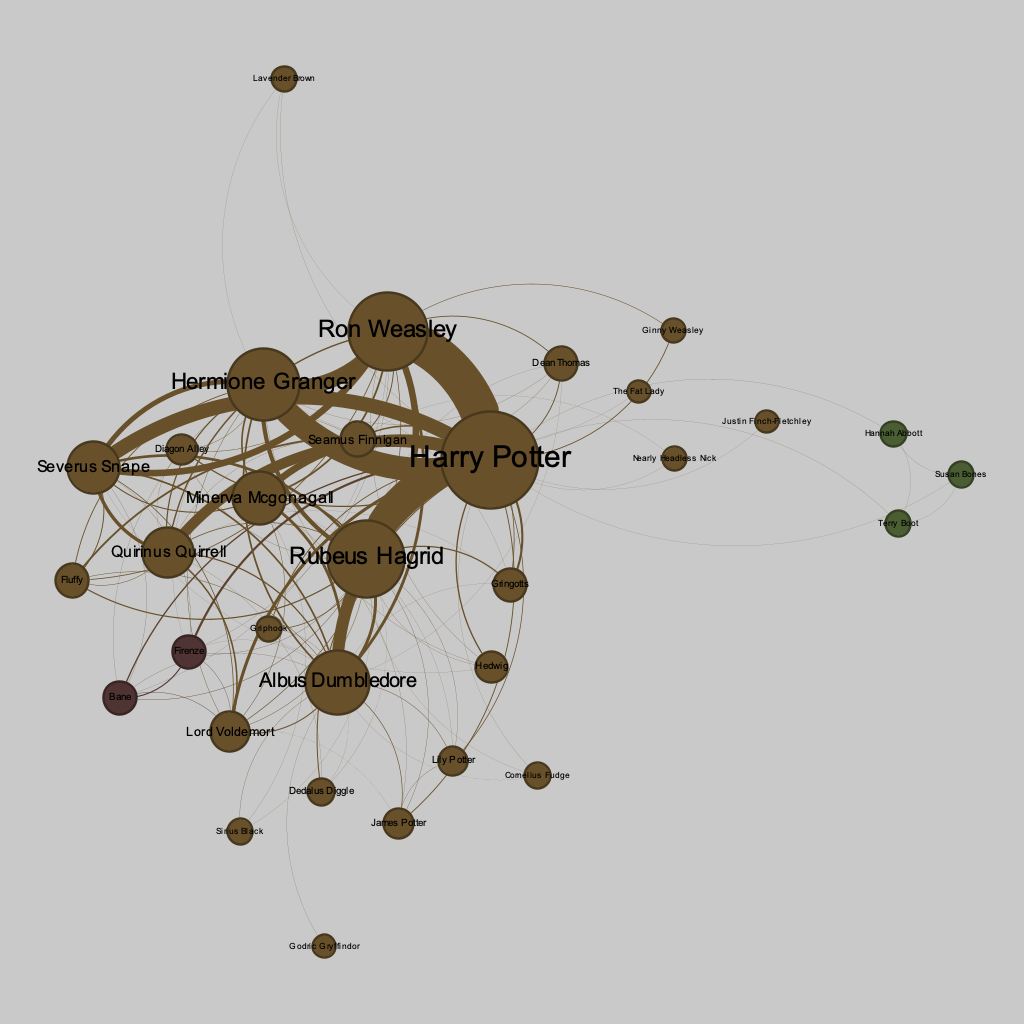 Lavender Brown
Ron Weasley
Ginny Weasley
Dean Thomas
Hermione Granger
The Fat Lady
Justin Finch-Fletchley
Hannah Abbott
Seamus Finnigan
Diagon Alley
Harry Potter
Nearly Headless Nick
Severus Snape
Susan Bones
Minerva Mcgonagall
Terry Boot
Quirinus Quirrell
Rubeus Hagrid
Fluffy
Gringotts
Griphook
Firenze
Hedwig
Albus Dumbledore
Bane
Lord Voldemort
Lily Potter
Cornelius Fudge
Dedalus Diggle
James Potter
Sirius Black
Godric Gryffindor